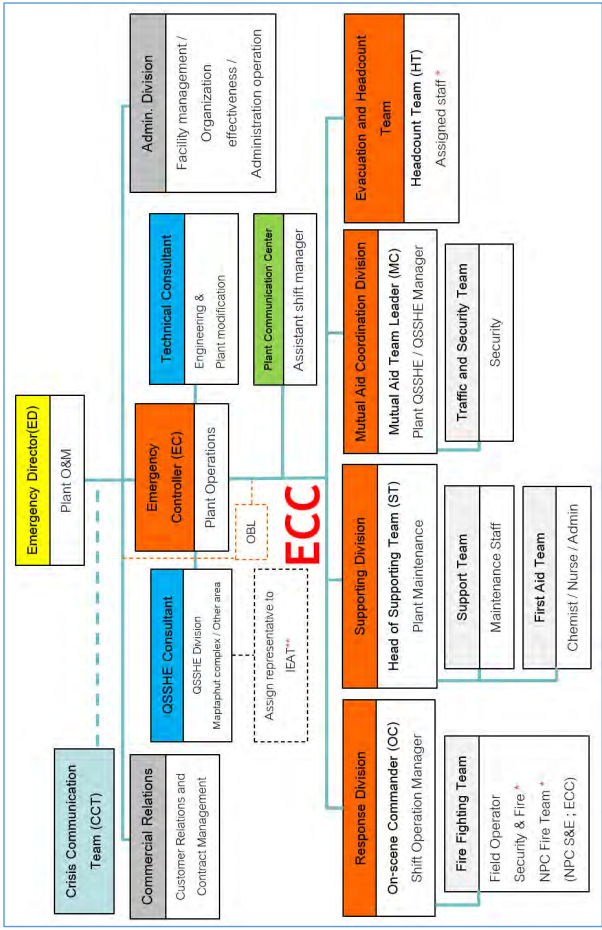 Emergency Director(ED)
Plant O&M
Crisis Communication
Team (CCT)
Commercial Relations
Customer Relations and
Contract Management
QSSHE Consultant
QSSHE Division
Maptaphut complex / Other area
Assign representative to
IEAT**
Emergency
Controller (EC)
Plant Operations
OBL
Technical Consultant
Engineering &
Plant modification
Admin. Division
Facility management /
Organization
effectiveness /
Administration operation
ECC
Plant Communication Center
Assistant shift manager
Response Division
On-scene Commander (OC)
Shift Operation Manager
Fire Fighting Team
Field Operator
Security & Fire *
NPC Fire Team *
(NPC S&E ; ECC)
Supporting Division
Head of Supporting Team (ST)
Plant Maintenance
Support Team
Maintenance Staff
First Aid Team
Chemist / Nurse / Admin
Mutual Aid Coordination Division
Mutual Aid Team Leader (MC)
Plant QSSHE / QSSHE Manager
Traffic and Security Team
Security
Evacuation and Headcount
Team
Headcount Team (HT)
Assigned staff *